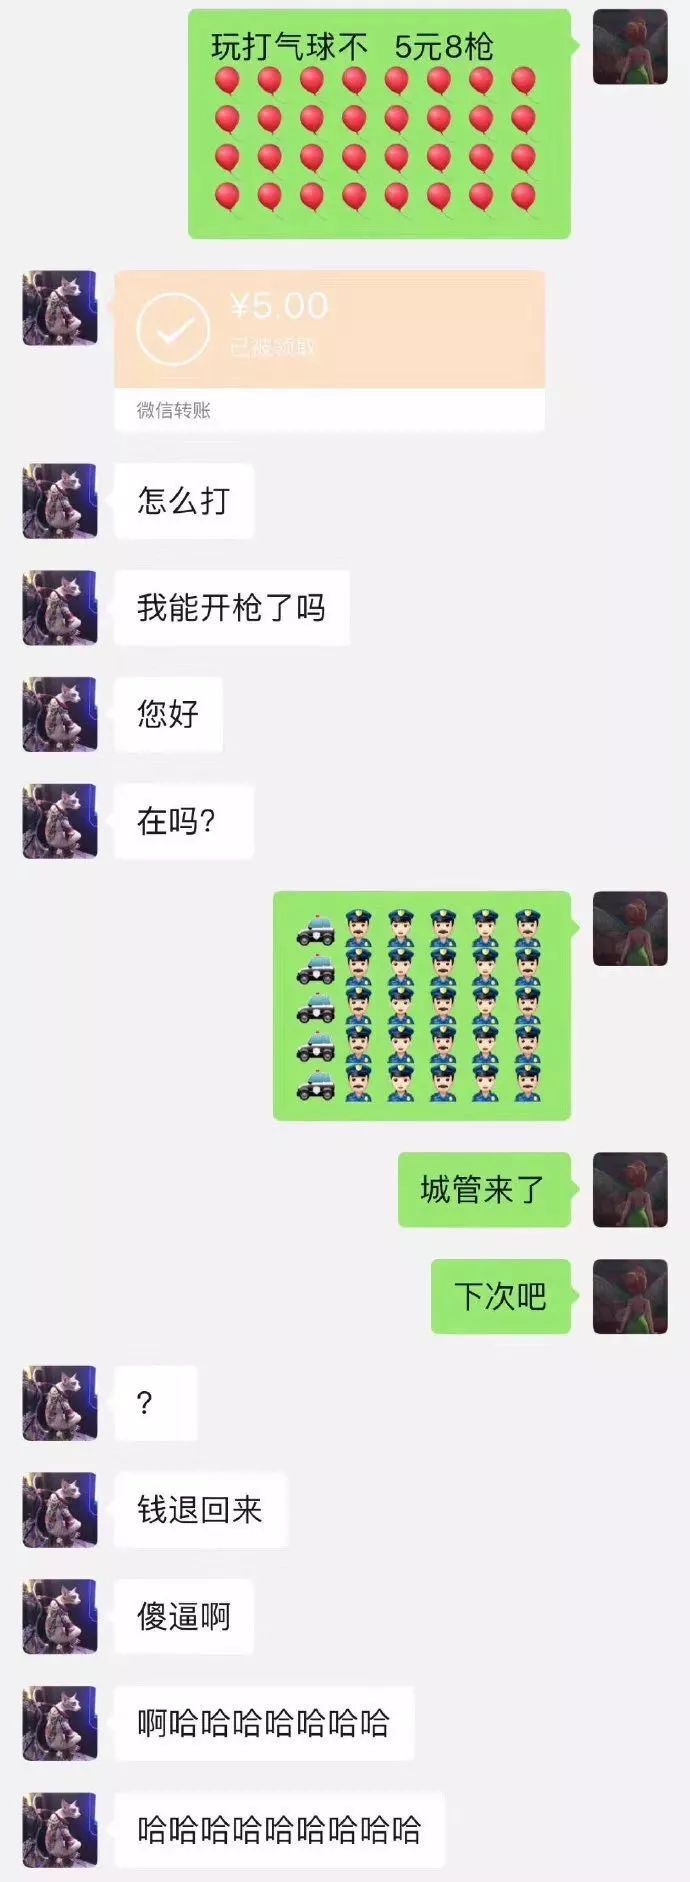 玩打气球不 5元8枪
¥5.00
已被领取
微信转账
怎么打
我能开枪了吗
您好
在吗?
城管来了
下次吧
?
钱退回来
傻逼啊
啊哈哈哈哈哈哈哈
哈哈哈哈哈哈哈哈哈